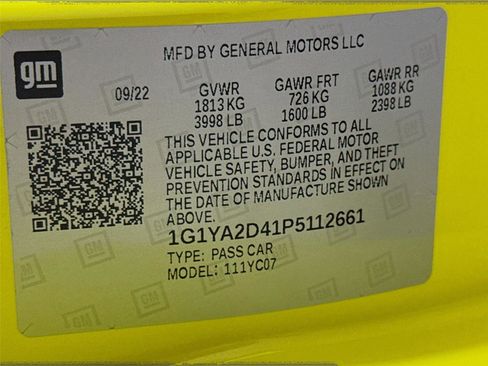 gm
MFD BY GENERAL MOTORS LLC
09/22 GVWR GAWR FRT GAWR RR
1813 KG 726 KG 1088 KG
3998 LB 1600 LB 2398 LB
THIS VEHICLE CONFORMS TO ALL
APPLICABLE U.S. FEDERAL MOTOR
VEHICLE SAFETY, BUMPER, AND THEFT
PREVENTION STANDARDS IN EFFECT ON
THE DATE OF MANUFACTURE SHOWN
ABOVE.
1G1YA2D41P5112661
TYPE: PASS CAR
MODEL: 111YC07